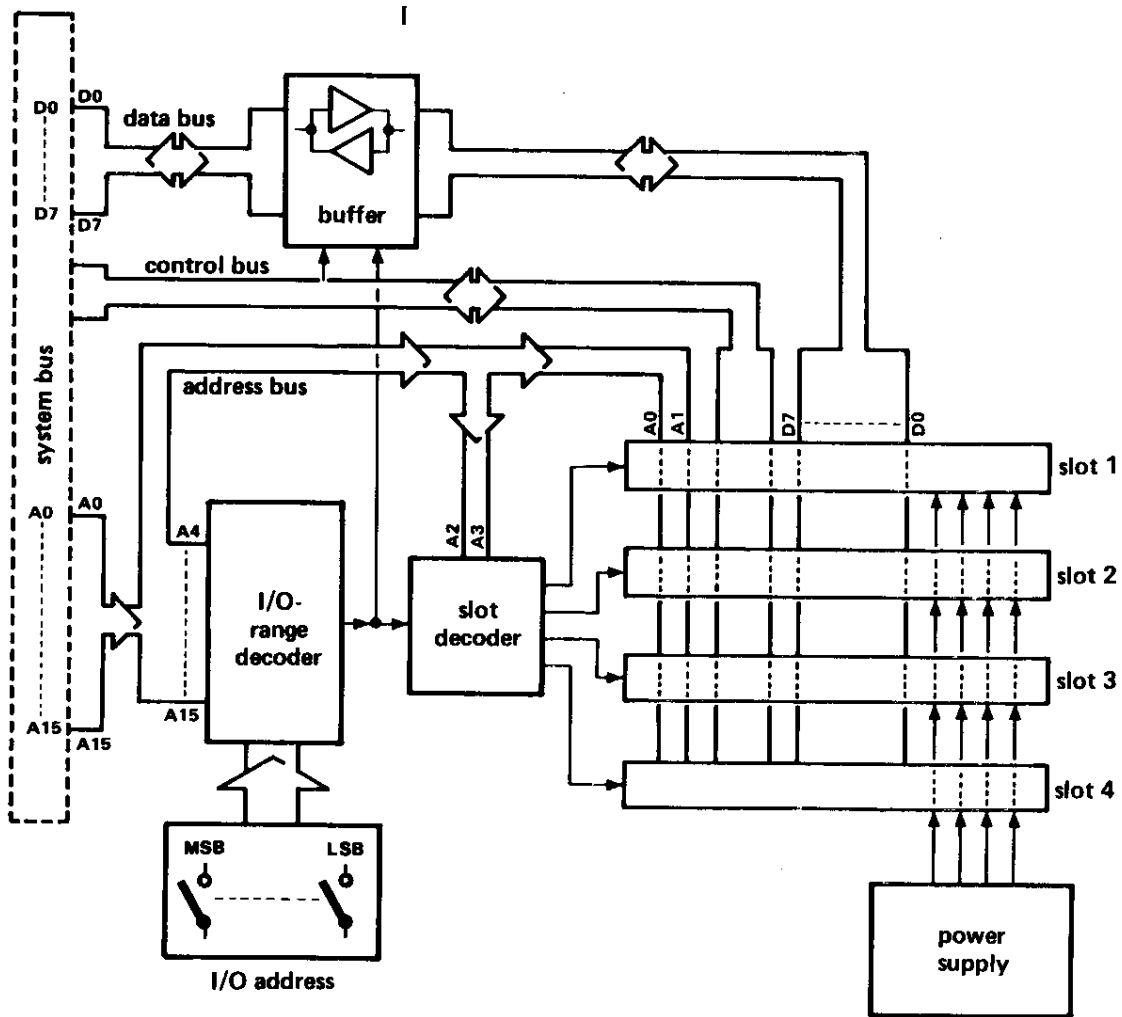 D0
D0
data bus
D7
D7
buffer
control bus
address bus
system bus
A0
A1
D7
D0
slot 1
A0
A0
A4
A2
A3
I/O-
range
decoder
slot
decoder
slot 2
slot 3
A15
A15
A15
slot 4
MSB
LSB
I/O address
power
supply